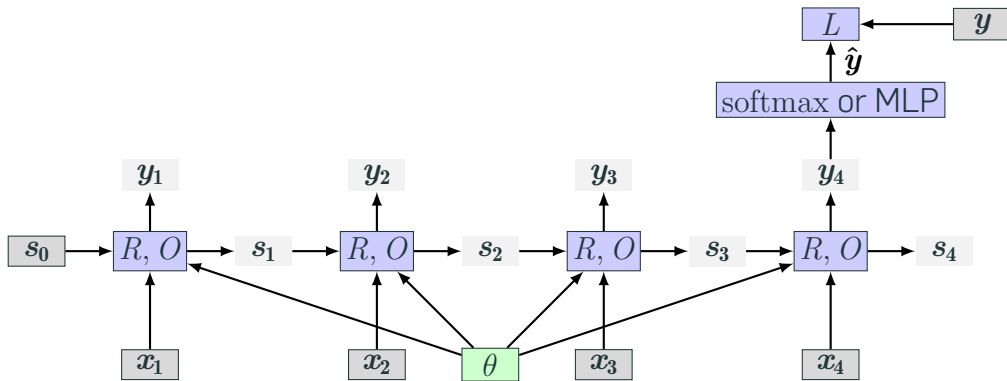 L y
ŷ
softmax or MLP
y₁ y₂ y₃ y₄
s₀ R, O s₁ R, O s₂ R, O s₃ R, O s₄
x₁ x₂ θ x₃ x₄